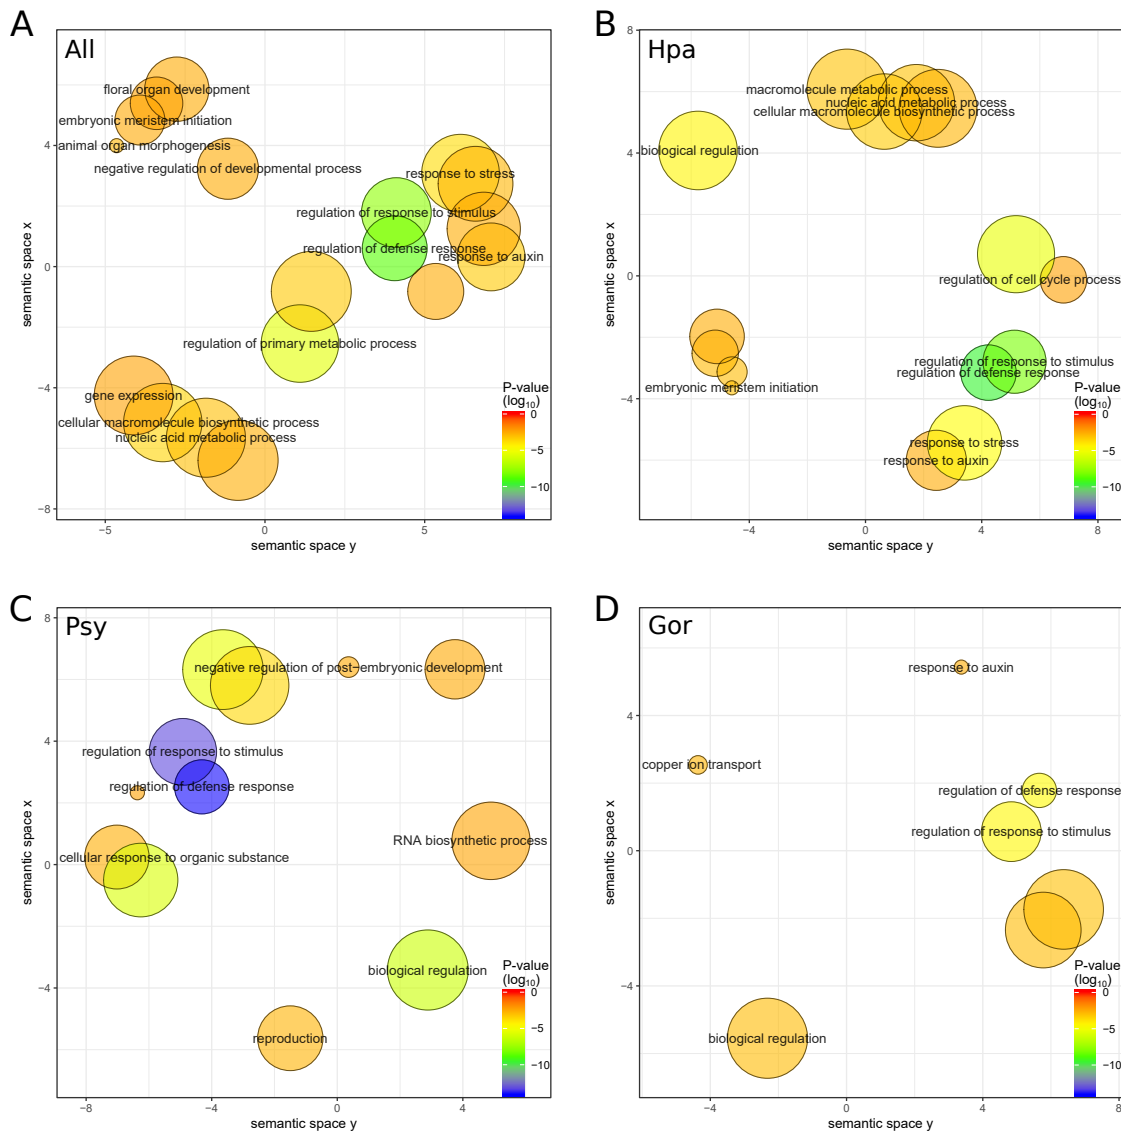 A
All
floral organ development
embryonic meristem initiation
animal organ morphogenesis
negative regulation of developmental process
response to stress
regulation of response to stimulus
regulation of defense response
response to auxin
regulation of primary metabolic process
gene expression
cellular macromolecule biosynthetic process
nucleic acid metabolic process
P-value
(log10)
0
−5
−10
4
0
−4
−8
−5
0
5
semantic space x
semantic space y
B
Hpa
macromolecule metabolic process
nucleic acid metabolic process
cellular macromolecule biosynthetic process
biological regulation
regulation of cell cycle process
regulation of response to stimulus
regulation of defense response
embryonic meristem initiation
response to stress
response to auxin
P-value
(log10)
0
−5
−10
8
4
0
−4
−4
0
4
8
semantic space x
semantic space y
C
Psy
negative regulation of post−embryonic development
regulation of response to stimulus
regulation of defense response
RNA biosynthetic process
cellular response to organic substance
biological regulation
reproduction
P-value
(log10)
0
−5
−10
8
4
0
−4
−8
−4
0
4
semantic space x
semantic space y
D
Gor
response to auxin
copper ion transport
regulation of defense response
regulation of response to stimulus
biological regulation
P-value
(log10)
0
−5
−10
4
0
−4
−4
0
4
8
semantic space x
semantic space y